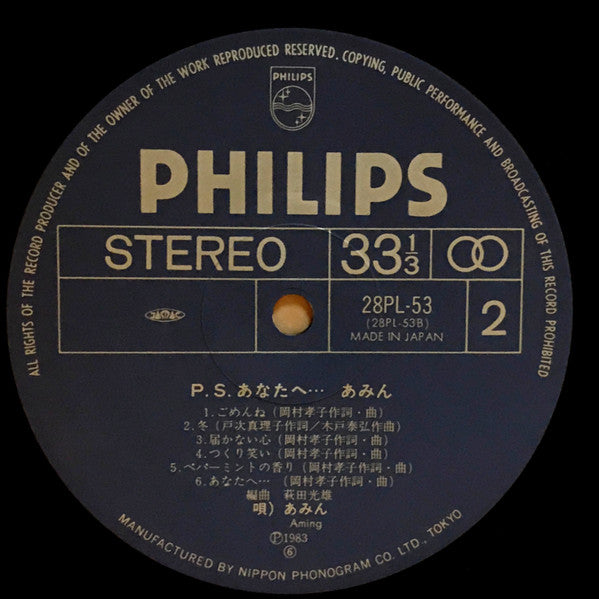 ALL RIGHTS OF THE RECORD PRODUCER AND OF THE OWNER OF THE WORK REPRODUCED RESERVED. COPYING, PUBLIC PERFORMANCE AND BROADCASTING OF THIS RECORD PROHIBITED
PHILIPS
PHILIPS
STEREO 33 1/3
28PL-53
(28PL-53B)
MADE IN JAPAN
2
JASRAC
P.S.あなたへ… あみん
1.ごめんね(岡村孝子作詞・曲)
2.冬(戸次真理子作詞/木戸泰弘作曲)
3.届かない心(岡村孝子作詞・曲)
4.つくり笑い(岡村孝子作詞・曲)
5.ペパーミントの香り(岡村孝子作詞・曲)
6.あなたへ…(岡村孝子作詞・曲)
編曲 萩田光雄
唄)あみん
Aming
Ⓟ1983
⑥
MANUFACTURED BY NIPPON PHONOGRAM CO. LTD., TOKYO